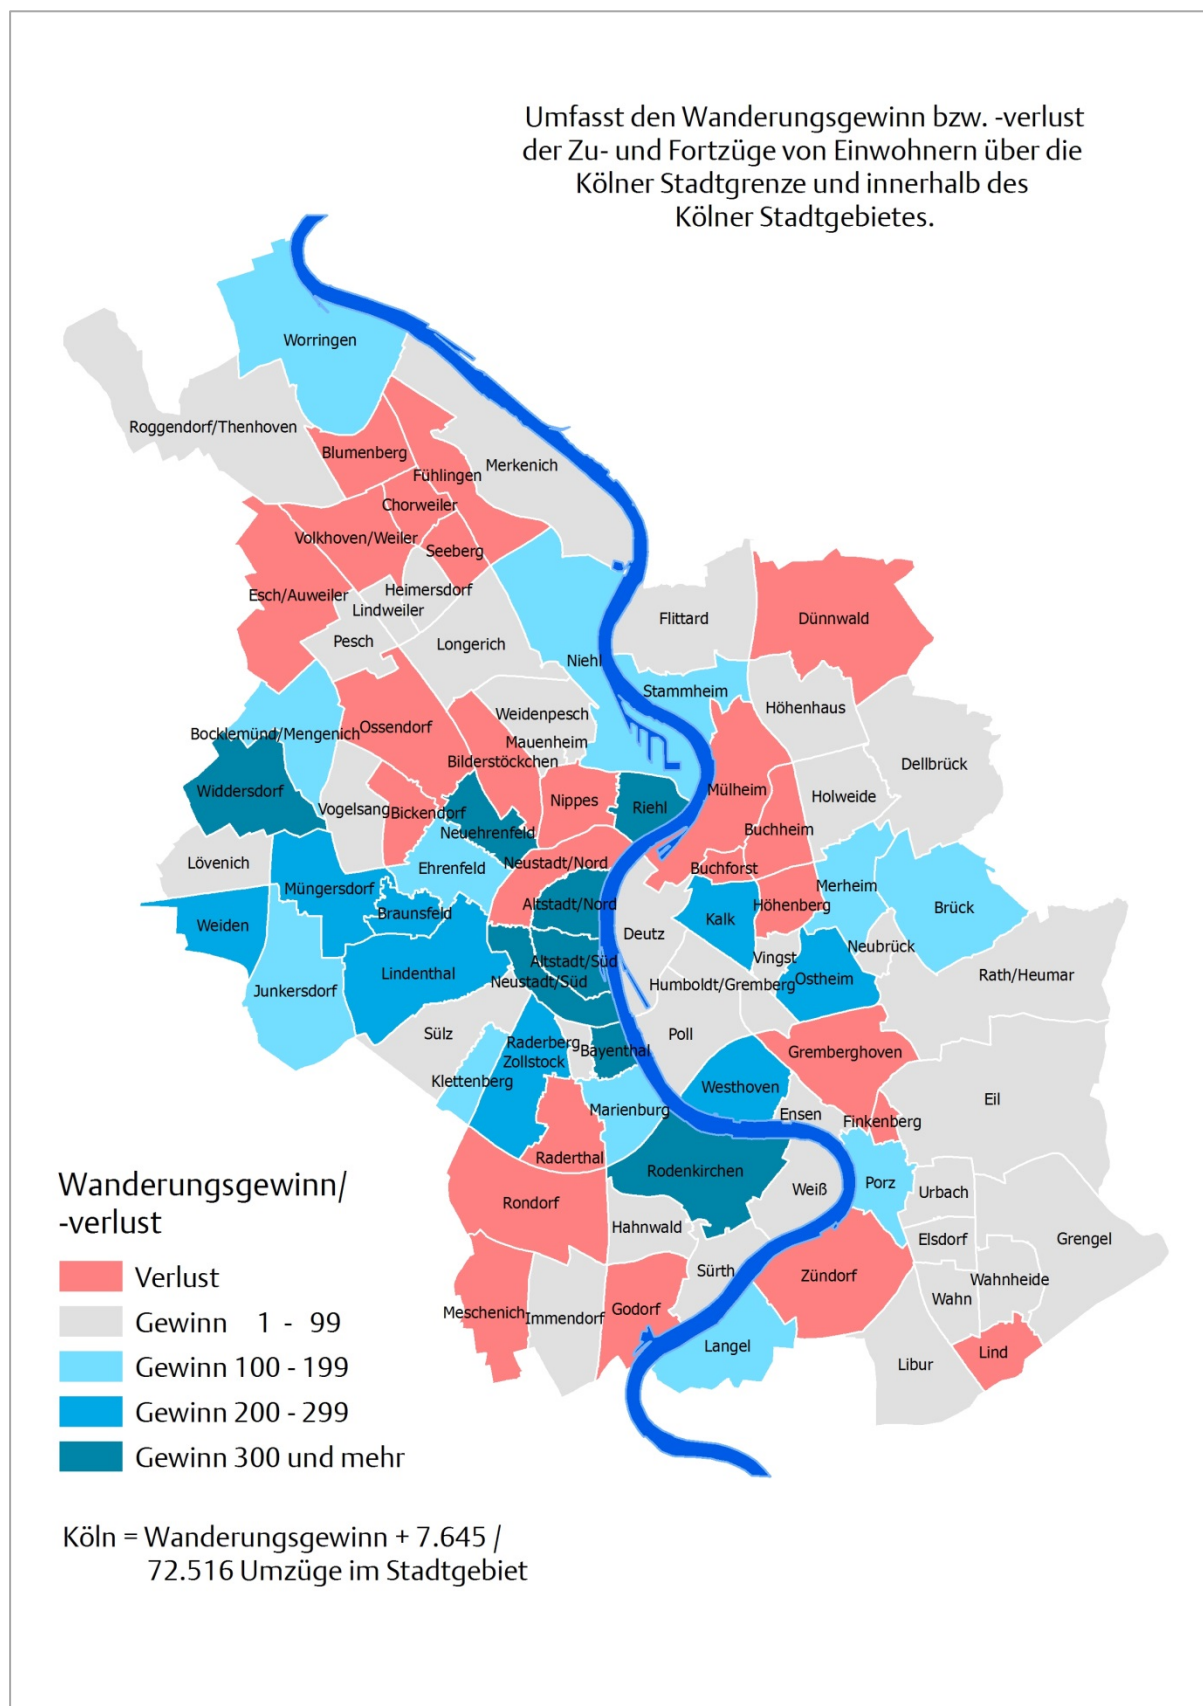 Umfasst den Wanderungsgewinn bzw. -verlust
der Zu- und Fortzüge von Einwohnern über die
Kölner Stadtgrenze und innerhalb des
Kölner Stadtgebietes.
Worringen
Roggendorf/Thenhoven
Blumenberg
Fühlingen
Merkenich
Chorweiler
Volkhoven/Weiler
Seeberg
Heimersdorf
Esch/Auweiler
Lindweiler
Pesch
Longerich
Flittard
Dünnwald
Niehl
Stammheim
Höhenhaus
Weidenpesch
Ossendorf
Bocklemünd/Mengenich
Mauenheim
Bilderstöckchen
Dellbrück
Widdersdorf
Mülheim
Holweide
Nippes
Riehl
Vogelsang
Bickendorf
Neuehrenfeld
Buchheim
Lövenich
Ehrenfeld
Neustadt/Nord
Buchforst
Müngersdorf
Merheim
Altstadt/Nord
Höhenberg
Brück
Braunsfeld
Weiden
Kalk
Deutz
Neubrück
Vingst
Altstadt/Süd
Lindenthal
Neustadt/Süd
Rath/Heumar
Junkersdorf
Humboldt/Gremberg
Ostheim
Sülz
Poll
Raderberg
Zollstock
Bayenthal
Gremberghoven
Klettenberg
Westhoven
Eil
Marienburg
Ensen
Finkenberg
Raderthal
Rodenkirchen
Weiß
Porz
Urbach
Rondorf
Hahnwald
Elsdorf
Grengel
Sürth
Zündorf
Wahnheide
Wahn
Meschenich
Immendorf
Godorf
Langel
Libur
Lind
Wanderungsgewinn/
-verlust
Verlust
Gewinn 1 - 99
Gewinn 100 - 199
Gewinn 200 - 299
Gewinn 300 und mehr
Köln = Wanderungsgewinn + 7.645 /
72.516 Umzüge im Stadtgebiet